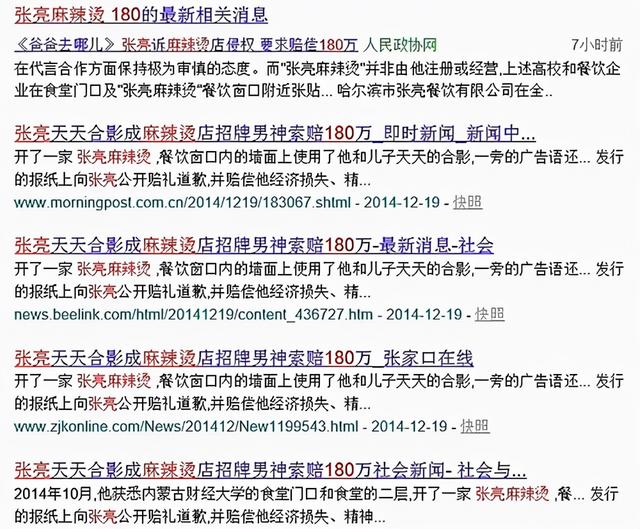 张亮麻辣烫 180的最新相关消息
《爸爸去哪儿》张亮诉麻辣烫店侵权 要求赔偿180万 人民政协网 7小时前
在代言合作方面保持极为审慎的态度。而"张亮麻辣烫"并非由他注册或经营,上述高校和餐饮企
业在食堂门口及"张亮麻辣烫"餐饮窗口附近张贴... 哈尔滨市张亮餐饮有限公司在全..
张亮天天合影成麻辣烫店招牌男神索赔180万_即时新闻_新闻中...
开了一家 张亮麻辣烫 ,餐饮窗口内的墙面上使用了他和儿子天天的合影,一旁的广告语还... 发行
的报纸上向张亮公开赔礼道歉,并赔偿他经济损失、精...
www.morningpost.com.cn/2014/1219/183067.shtml - 2014-12-19 - 快照
张亮天天合影成麻辣烫店招牌男神索赔180万-最新消息-社会
开了一家 张亮麻辣烫 ,餐饮窗口内的墙面上使用了他和儿子天天的合影,一旁的广告语还... 发行
的报纸上向张亮公开赔礼道歉,并赔偿他经济损失、精...
news.beelink.com/html/20141219/content_436727.htm - 2014-12-19 - 快照
张亮天天合影成麻辣烫店招牌男神索赔180万_张家口在线
开了一家 张亮麻辣烫 ,餐饮窗口内的墙面上使用了他和儿子天天的合影,一旁的广告语还... 发行
的报纸上向张亮公开赔礼道歉,并赔偿他经济损失、精...
www.zjkonline.com/News/201412/New1199543.html - 2014-12-19 - 快照
张亮天天合影成麻辣烫店招牌男神索赔180万社会新闻- 社会与...
2014年10月,他获悉内蒙古财经大学的食堂门口和食堂的二层,开了一家 张亮麻辣烫 ,餐... 发行
的报纸上向张亮公开赔礼道歉,并赔偿他经济损失、精神...